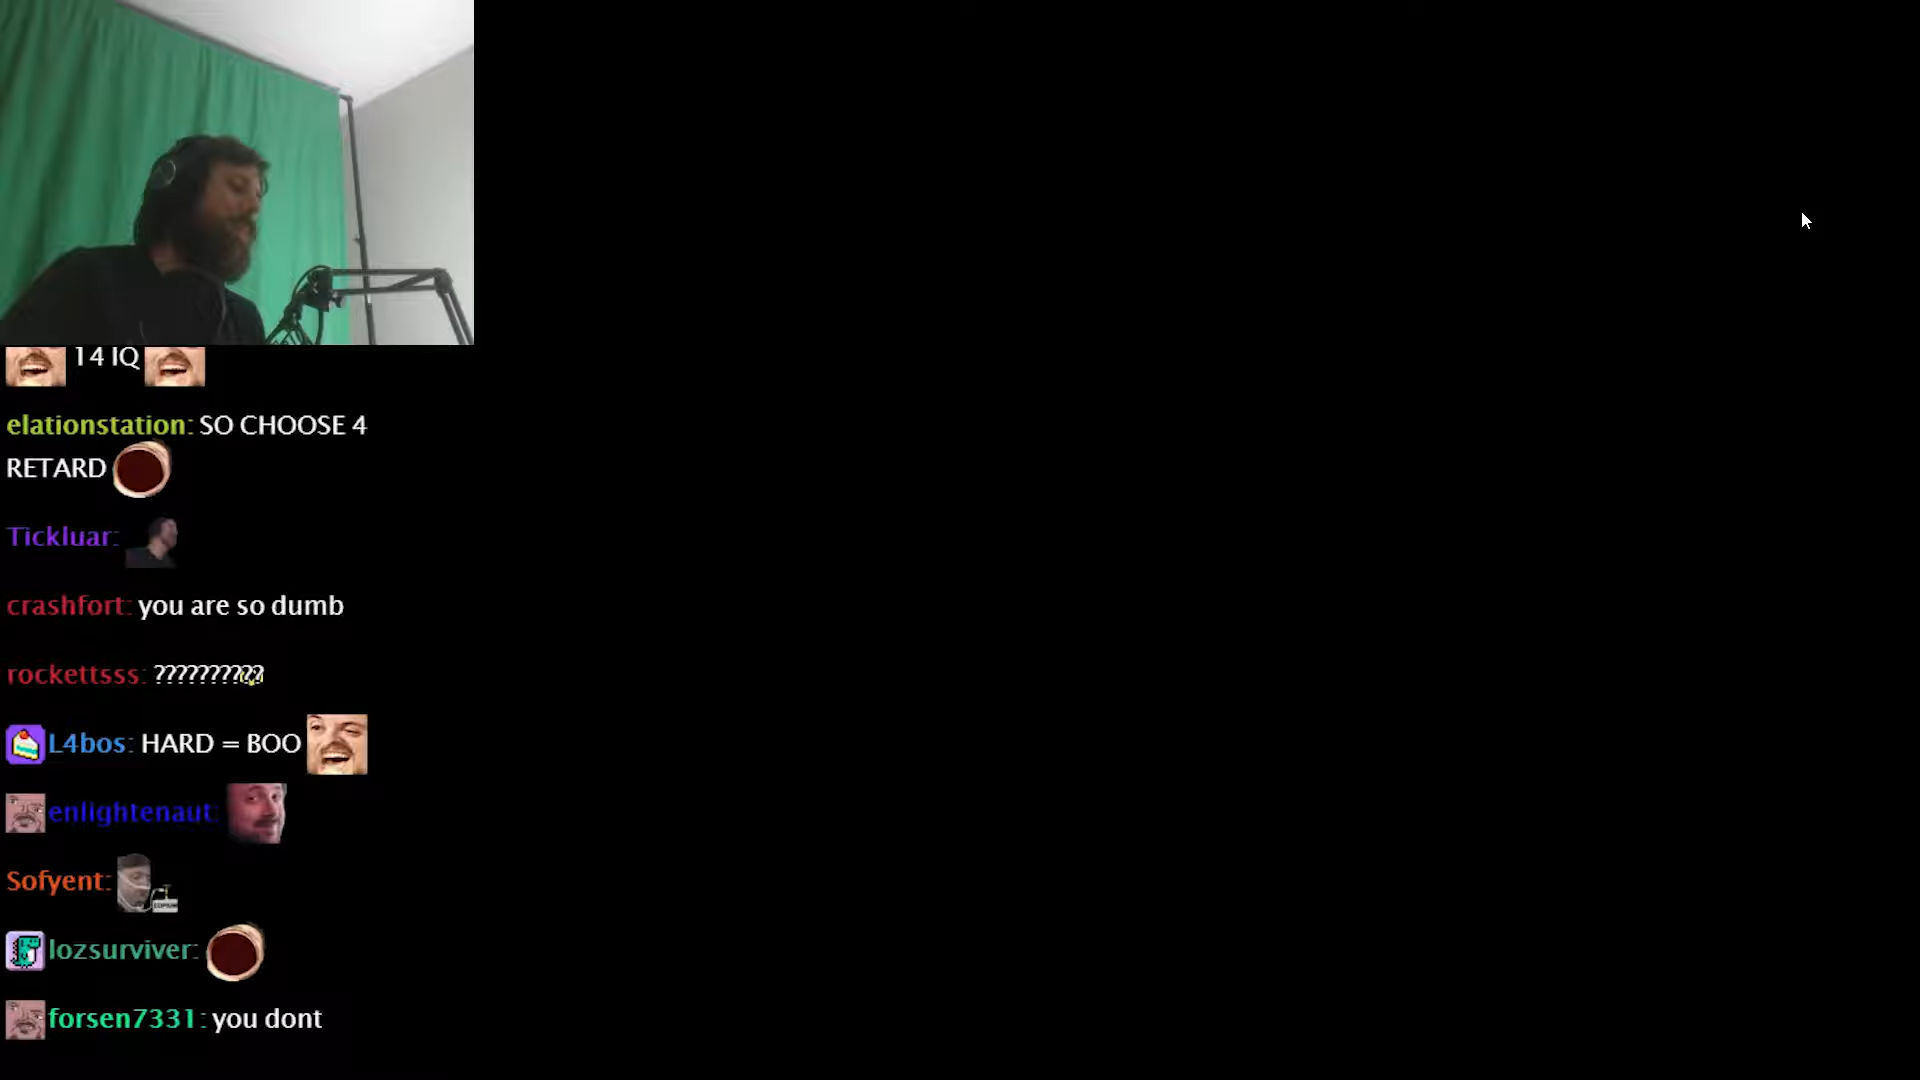 14 IQ
elationstation: SO CHOOSE 4
RETARD
Tickluar:
crashfort: you are so dumb
rockettsss: ??????????
L4bos: HARD = BOO
enlightenaut:
Sofyent:
lozsurviver:
forsen7331: you dont